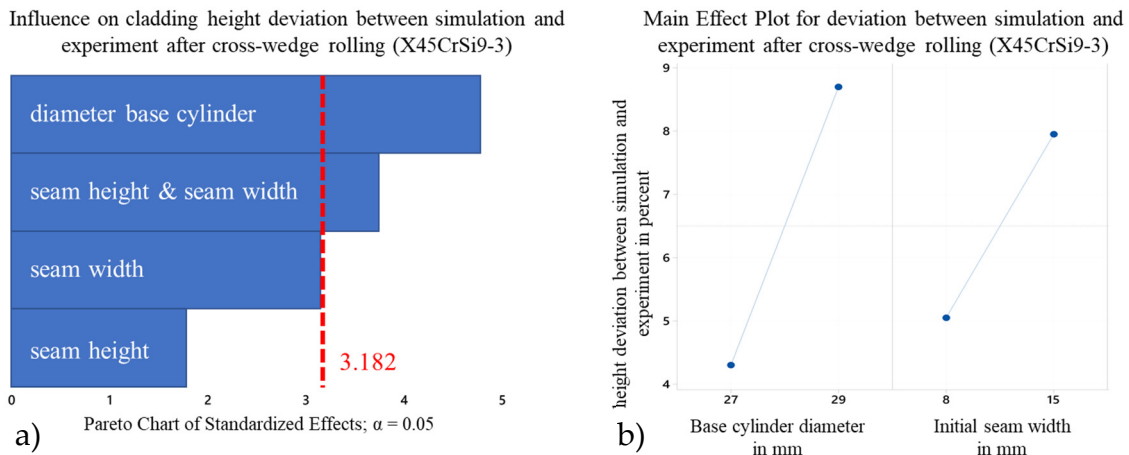 Influence on cladding height deviation between simulation and
experiment after cross-wedge rolling (X45CrSi9-3)
diameter base cylinder
seam height & seam width
seam width
seam height
3.182
0 1 2 3 4 5
Pareto Chart of Standardized Effects; α = 0.05
a)
Main Effect Plot for deviation between simulation and
experiment after cross-wedge rolling (X45CrSi9-3)
height deviation between simulation and
experiment in percent
9
8
7
6
5
4
27 29 8 15
Base cylinder diameter
in mm
Initial seam width
in mm
b)